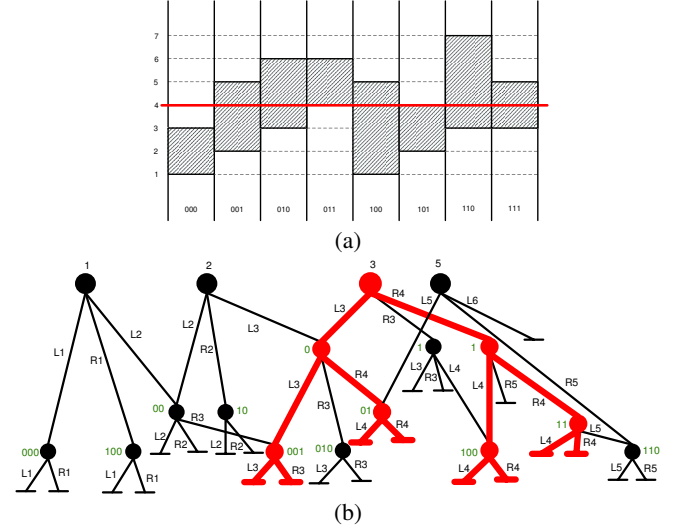 7
6
5
4
3
2
1
000 001 010 011 100 101 110 111
(a)
1 2 3 5
R4 L5 L6
L3 R3
L2 L2 R2 L3
L1 R1 0 1 1
L3 R4 L3 R3 L4 L4 R5 R4 R5
00 R3 10 R3 01
L2 R2 L2 R2 L4 R4 11 L5
L4 R4
000 100 001 010 100 110
L1 R1 L1 R1 L3 R3 L3 R3 L4 R4 L5 R5
(b)